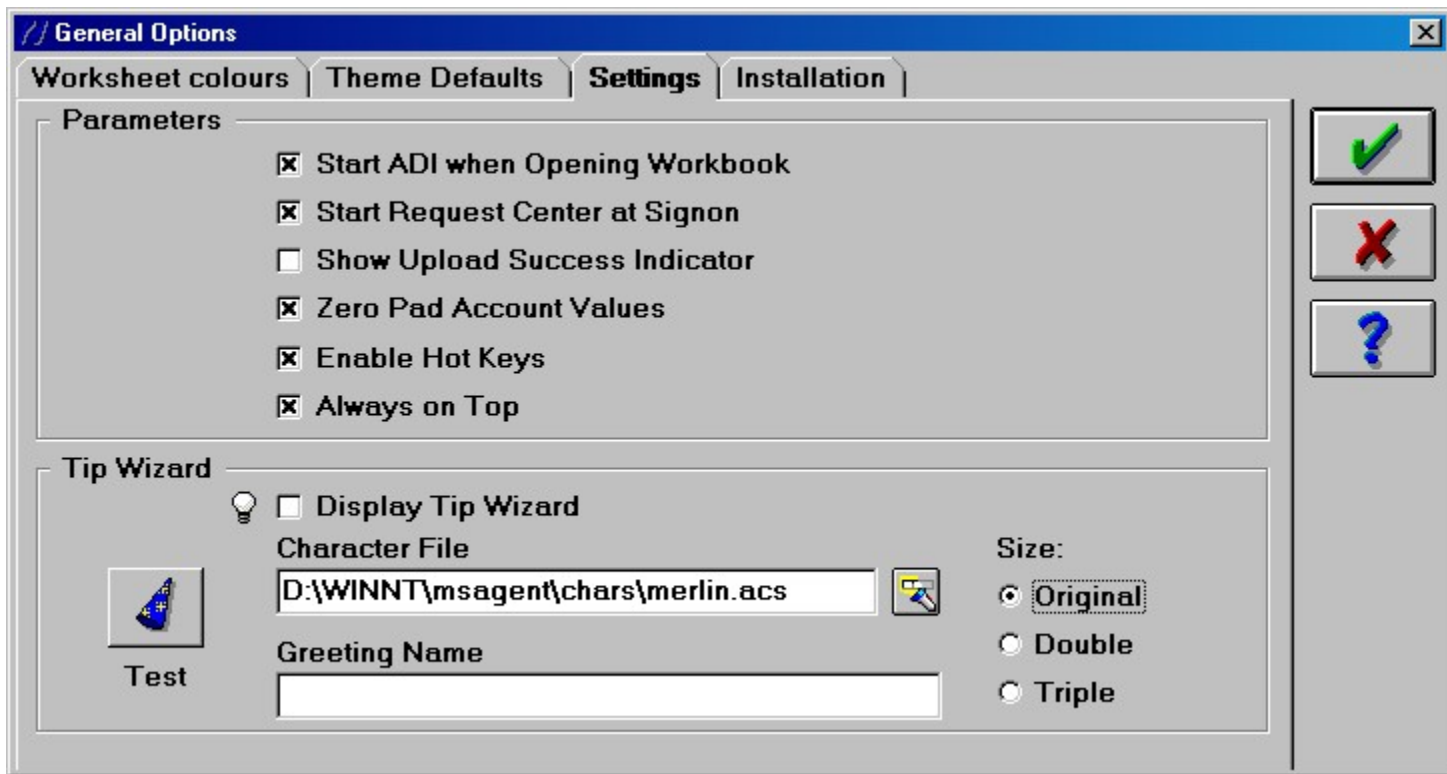 General Options
Worksheet colours Theme Defaults Settings Installation
Parameters
Start ADI when Opening Workbook
Start Request Center at Signon
Show Upload Success Indicator
Zero Pad Account Values
Enable Hot Keys
Always on Top
Tip Wizard
Display Tip Wizard
Character File
D:\WINNT\msagent\chars\merlin.acs
Test
Greeting Name
Size:
Original
Double
Triple